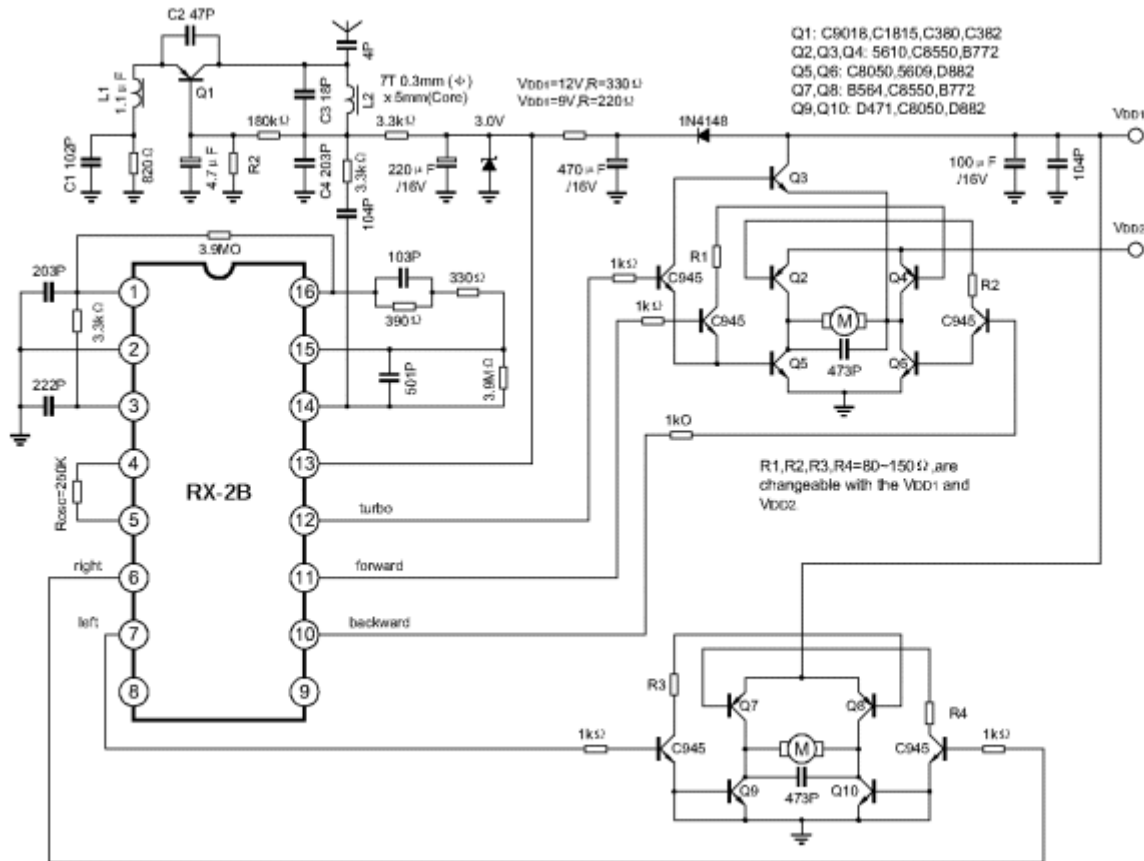 C2 47P
4P
L1
1.1μF
Q1
C3 18P
L2
7T 0.3mm (Φ)
x 5mm(Core)
VDD1=12V,R=330Ω
VDD1=9V,R=220Ω
Q1: C9018,C1815,C380,C382
Q2,Q3,Q4: 5610,C8550,B772
Q5,Q6: C8050,5609,D882
Q7,Q8: B564,C8550,B772
Q9,Q10: D471,C8050,D882
180kΩ
3.3kΩ
3.0V
1N4148
VDD1
C1 102P
820Ω
4.7μF
R2
C4 203P
3.3kΩ
220μF
/16V
470μF
/16V
Q3
100μF
/16V
104P
104P
VDD2
3.9MO
203P
103P
330Ω
390Ω
1kΩ
C945
R1
Q2
Q4
R2
1
16
3.3kΩ
1kΩ
C945
M
C945
2
15
501P
3.9MΩ
Q5
473P
Q6
222P
3
14
1kO
4
13
Rosc=250K
RX-2B
R1,R2,R3,R4=80~150Ω,are
changeable with the VDD1 and
VDD2.
5
12
turbo
right
6
11
forward
left
7
10
backward
8
9
R3
Q7
Q8
R4
1kΩ
C945
M
C945
1kΩ
Q9
473P
Q10